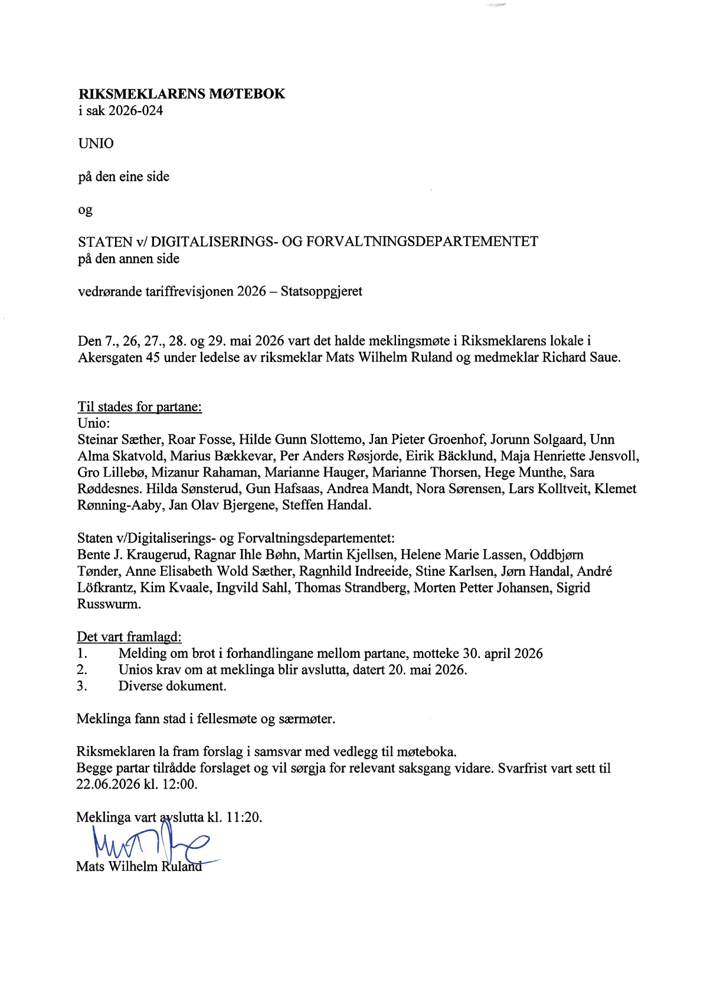 RIKSMEKLARENS MØTEBOK
i sak 2026-024
UNIO
på den eine side
og
STATEN v/ DIGITALISERINGS- OG FORVALTNINGSDEPARTEMENTET
på den annen side
vedrørande tariffrevisjonen 2026 – Statsoppgjeret
Den 7., 26, 27., 28. og 29. mai 2026 vart det halde meklingsmøte i Riksmeklarens lokale i
Akersgaten 45 under ledelse av riksmeklar Mats Wilhelm Ruland og medmeklar Richard Saue.
Til stades for partane:
Unio:
Steinar Sæther, Roar Fosse, Hilde Gunn Slottemo, Jan Pieter Groenhof, Jorunn Solgaard, Unn
Alma Skatvold, Marius Bækkevar, Per Anders Røsjorde, Eirik Bäcklund, Maja Henriette Jensvoll,
Gro Lillebø, Mizanur Rahaman, Marianne Hauger, Marianne Thorsen, Hege Munthe, Sara
Røddesnes. Hilda Sønsterud, Gun Hafsaas, Andrea Mandt, Nora Sørensen, Lars Kolltveit, Klemet
Rønning-Aaby, Jan Olav Bjergene, Steffen Handal.
Staten v/Digitaliserings- og Forvaltningsdepartementet:
Bente J. Kraugerud, Ragnar Ihle Bøhn, Martin Kjellsen, Helene Marie Lassen, Oddbjørn
Tønder, Anne Elisabeth Wold Sæther, Ragnhild Indreeide, Stine Karlsen, Jørn Handal, André
Löfkrantz, Kim Kvaale, Ingvild Sahl, Thomas Strandberg, Morten Petter Johansen, Sigrid
Russwurm.
Det vart framlagd:
1. Melding om brot i forhandlingane mellom partane, motteke 30. april 2026
2. Unios krav om at meklinga blir avslutta, datert 20. mai 2026.
3. Diverse dokument.
Meklinga fann stad i fellesmøte og særmøter.
Riksmeklaren la fram forslag i samsvar med vedlegg til møteboka.
Begge partar tilrådde forslaget og vil sørgja for relevant saksgang vidare. Svarfrist vart sett til
22.06.2026 kl. 12:00.
Meklinga vart avslutta kl. 11:20.
Mats Wilhelm Ruland